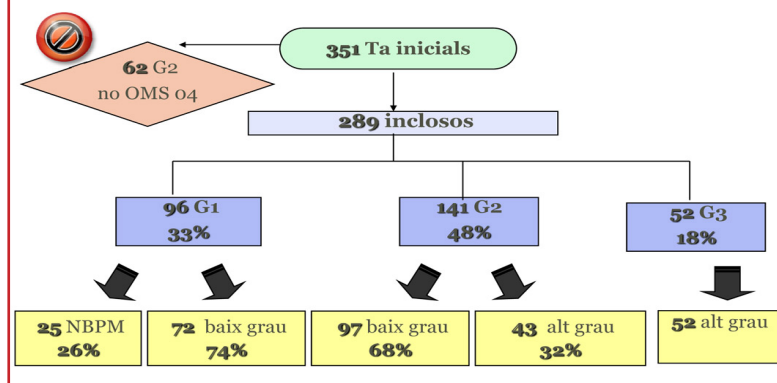 351 Ta inicials
62 G2
no OMS 04
289 inclosos
96 G1
33%
141 G2
48%
52 G3
18%
25 NBPM
26%
72 baix grau
74%
97 baix grau
68%
43 alt grau
32%
52 alt grau